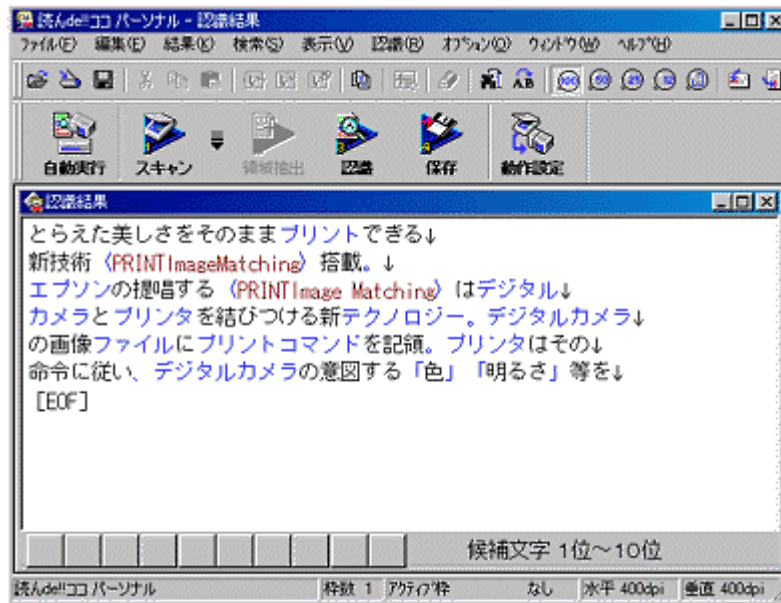 読んde!!ココ パーソナル - 認識結果
ファイル(F) 編集(E) 結果(K) 検索(S) 表示(V) 認識(R) オプション(O) ウィンドウ(W) ヘルプ(H)
自動実行 スキャン 領域抽出 認識 保存 動作設定
認識結果
とらえた美しさをそのままプリントできる↓
新技術〈PRINTImageMatching〉搭載。↓
エプソンの提唱する〈PRINTImage Matching〉はデジタル↓
カメラとプリンタを結びつける新テクノロジー。デジタルカメラ↓
の画像ファイルにプリントコマンドを記領。プリンタはその↓
命令に従い、デジタルカメラの意図する「色」「明るさ」等を↓
[EOF]
候補文字 1位～10位
読んde!!ココ パーソナル 枠数 1 アクティブ枠 なし 水平 400dpi 垂直 400dpi